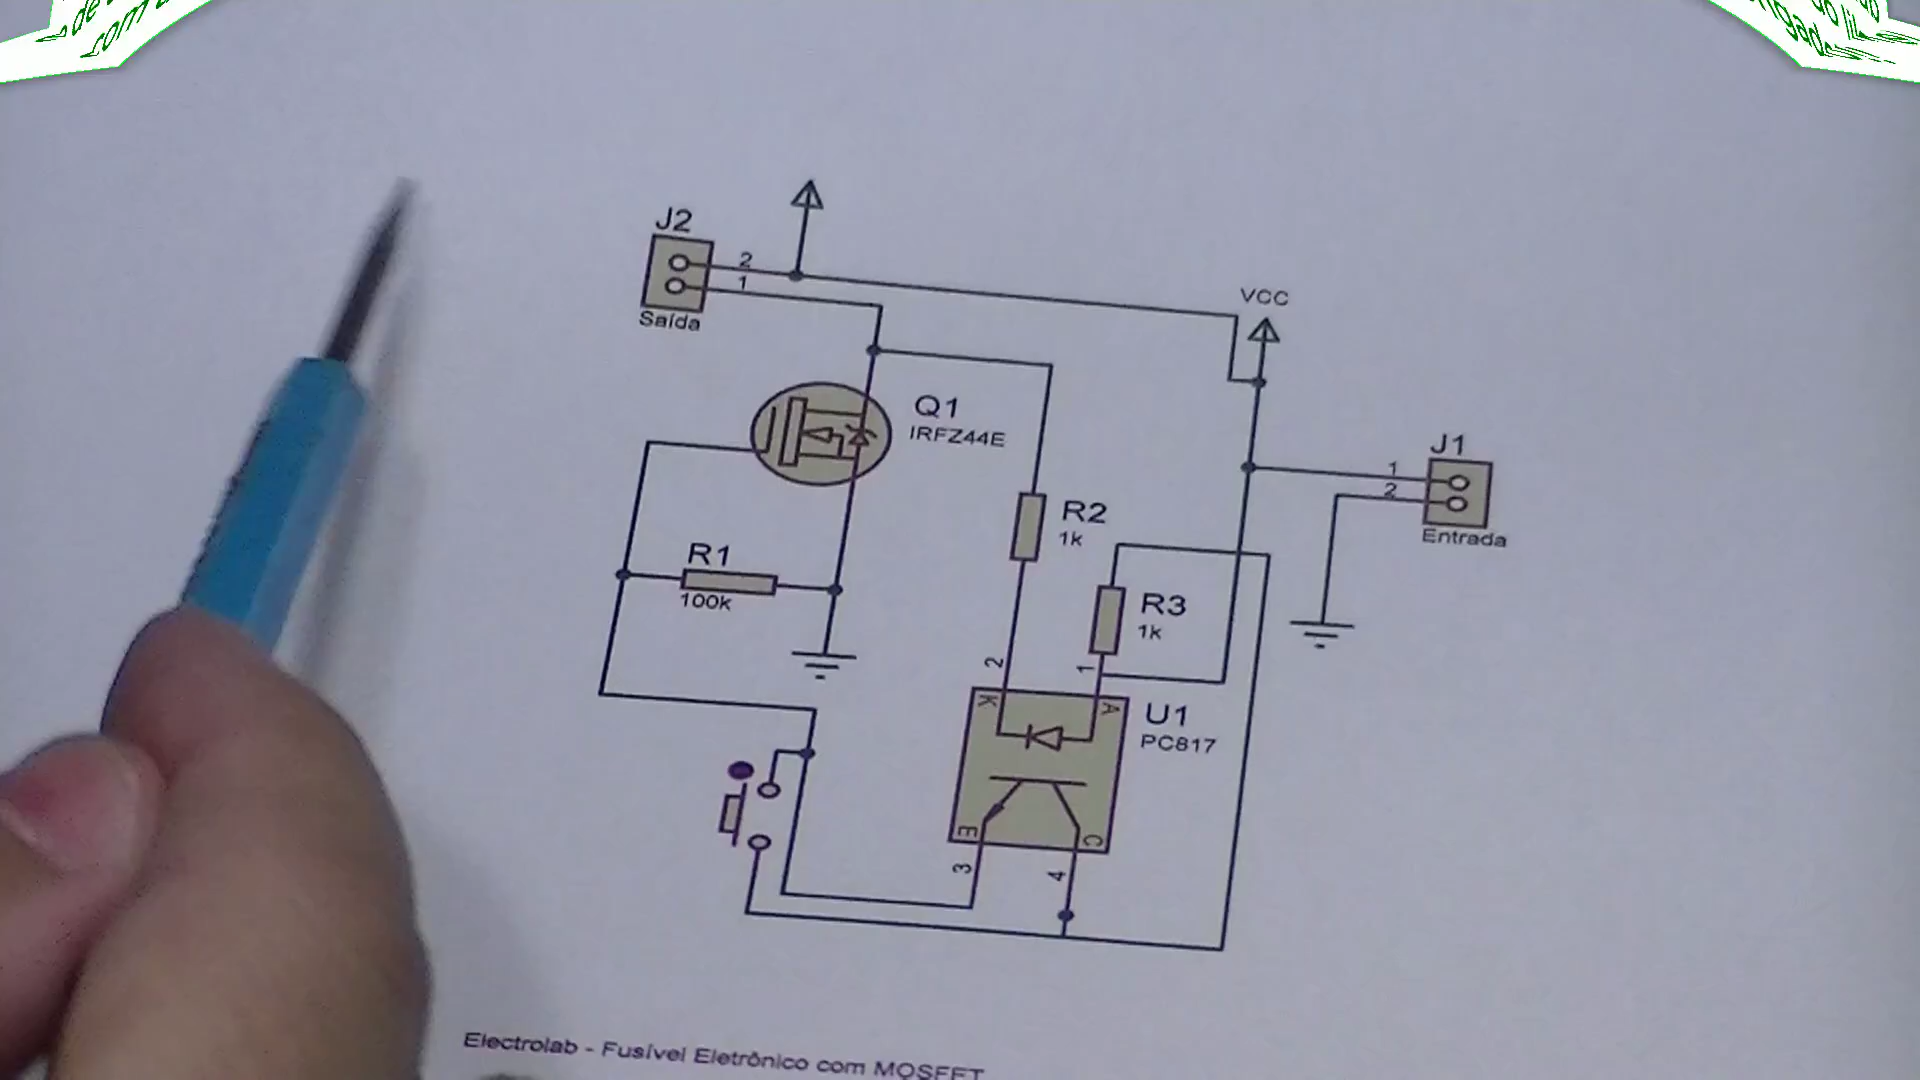 J2
2
1
Saída
VCC
Q1
IRFZ44E
J1
1
2
Entrada
R2
1k
R1
100k
R3
1k
2
1
K
A
U1
PC817
E
C
3
4
Electrolab - Fusível Eletrônico com MOSFET